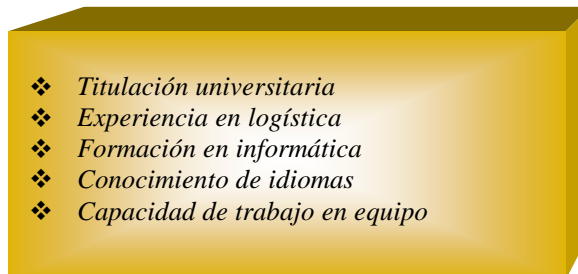 ❖ Titulación universitaria
❖ Experiencia en logística
❖ Formación en informática
❖ Conocimiento de idiomas
❖ Capacidad de trabajo en equipo